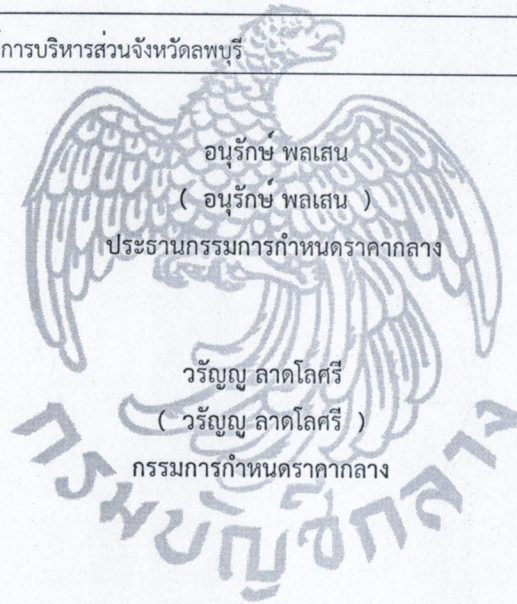 การบริหารส่วนจังหวัดลพบุรี
อนุรักษ์ พลเสน
( อนุรักษ์ พลเสน )
ประธานกรรมการกำหนดราคากลาง
วรัญญู ลาดโลศรี
( วรัญญู ลาดโลศรี )
กรรมการกำหนดราคากลาง
กรมบัญชีกลาง